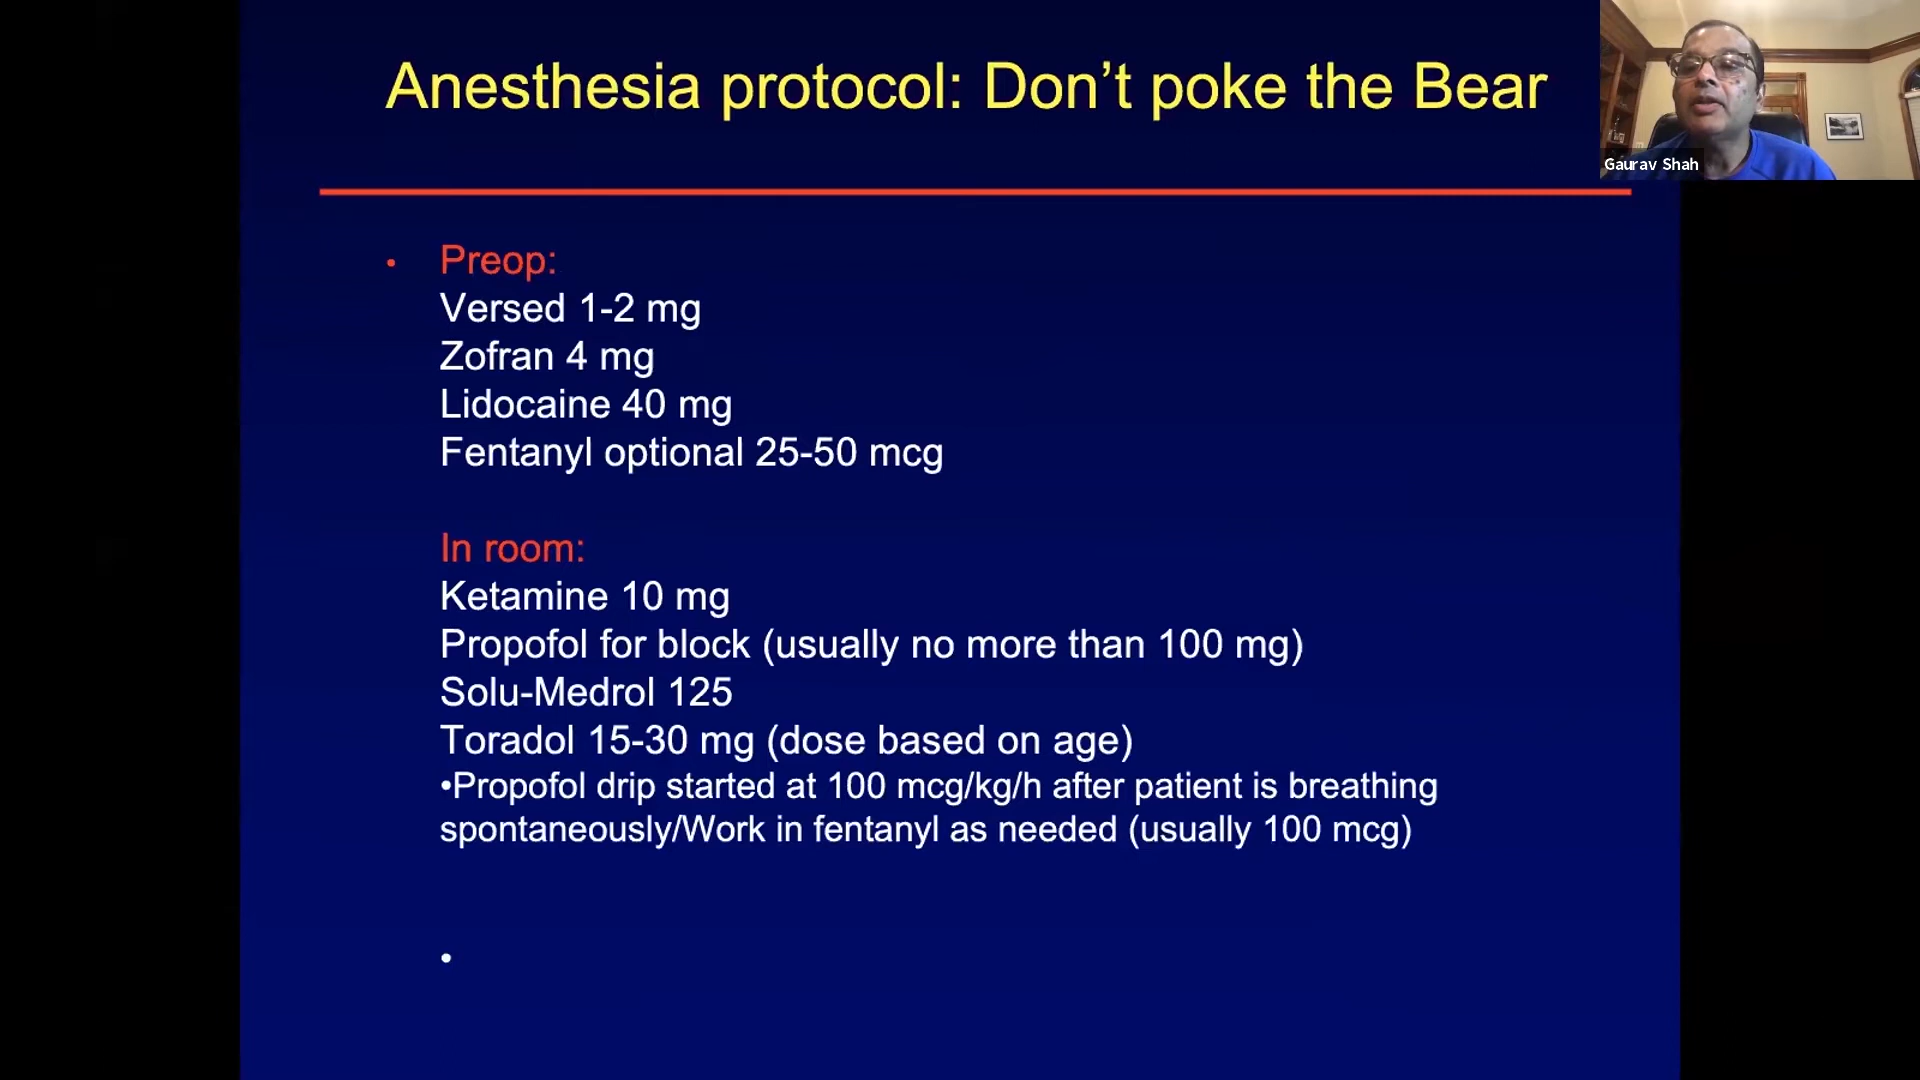 Anesthesia protocol: Don’t poke the Bear
Gaurav Shah
• Preop:
Versed 1-2 mg
Zofran 4 mg
Lidocaine 40 mg
Fentanyl optional 25-50 mcg
In room:
Ketamine 10 mg
Propofol for block (usually no more than 100 mg)
Solu-Medrol 125
Toradol 15-30 mg (dose based on age)
•Propofol drip started at 100 mcg/kg/h after patient is breathing
spontaneously/Work in fentanyl as needed (usually 100 mcg)
•